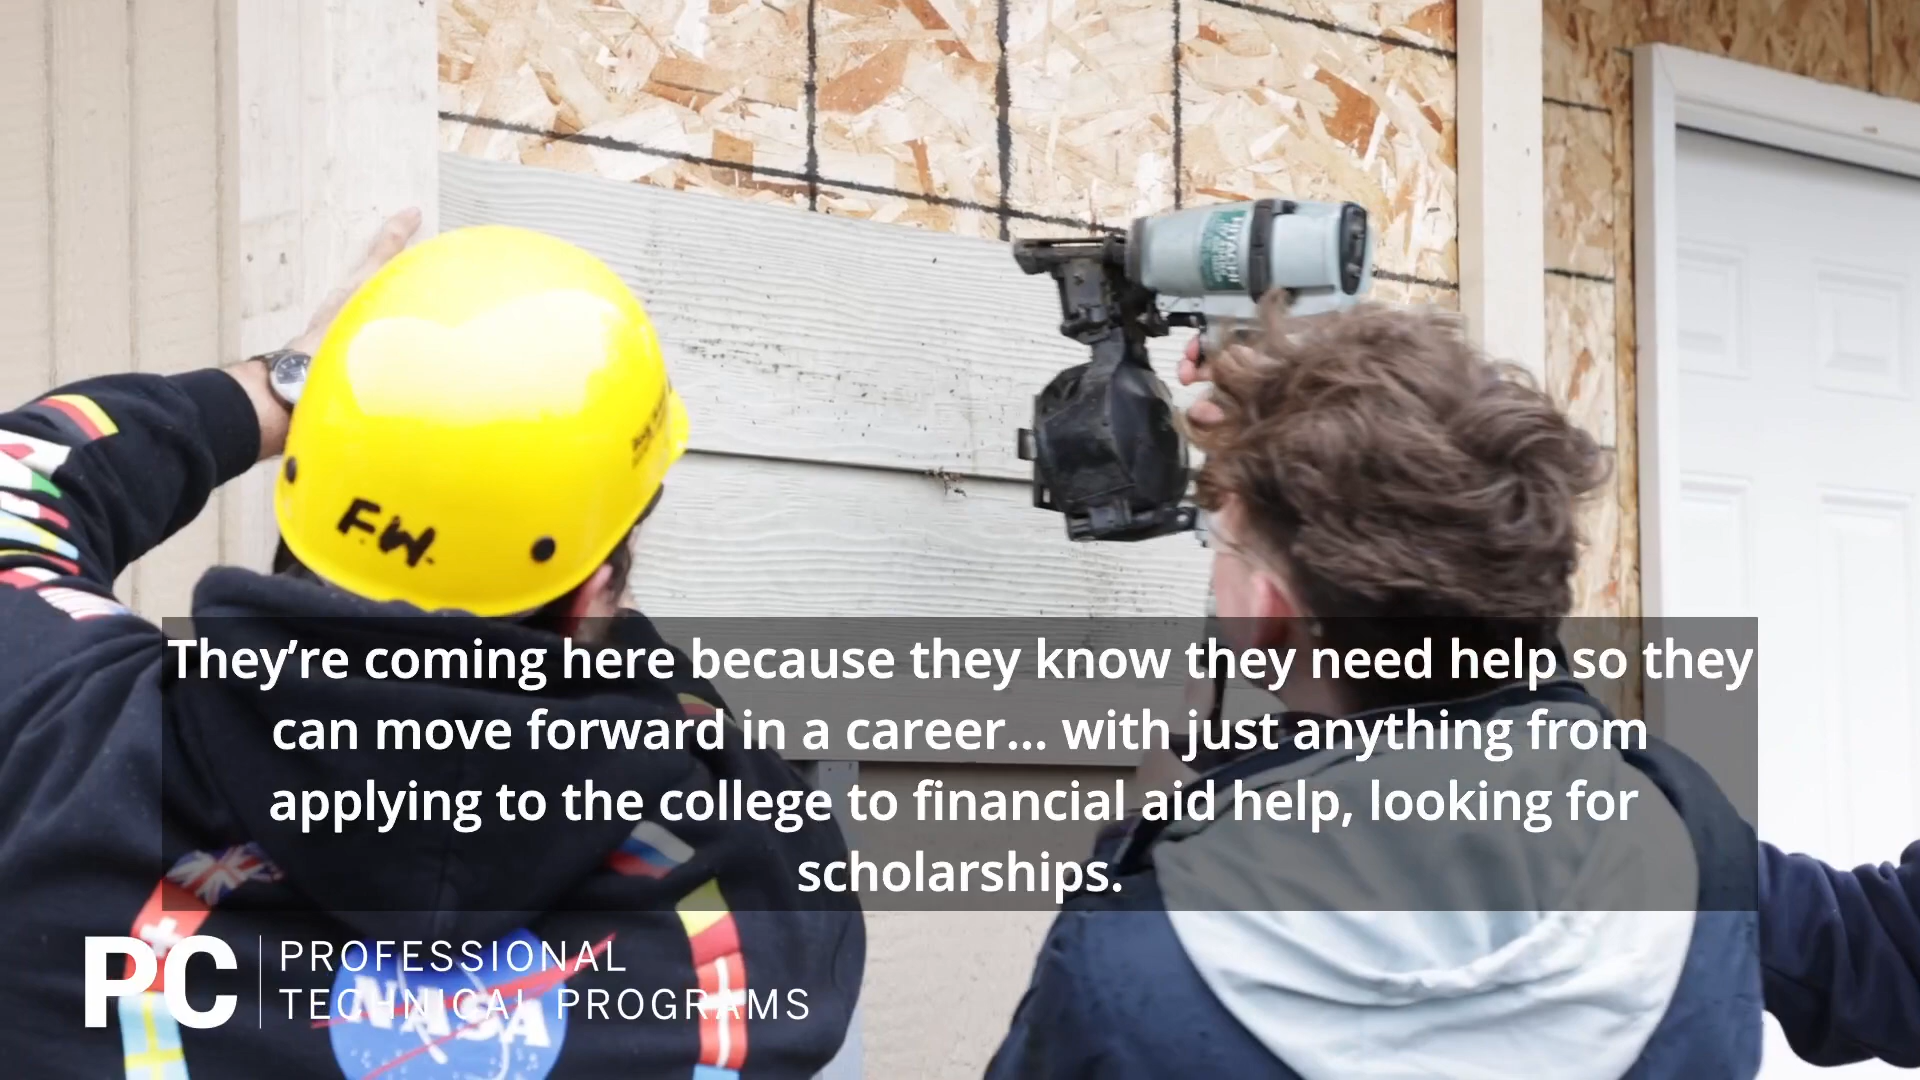 HITACHI
F.W.
They’re coming here because they know they need help so they
can move forward in a career... with just anything from
applying to the college to financial aid help, looking for
scholarships.
PC
PROFESSIONAL
TECHNICAL PROGRAMS
NASA